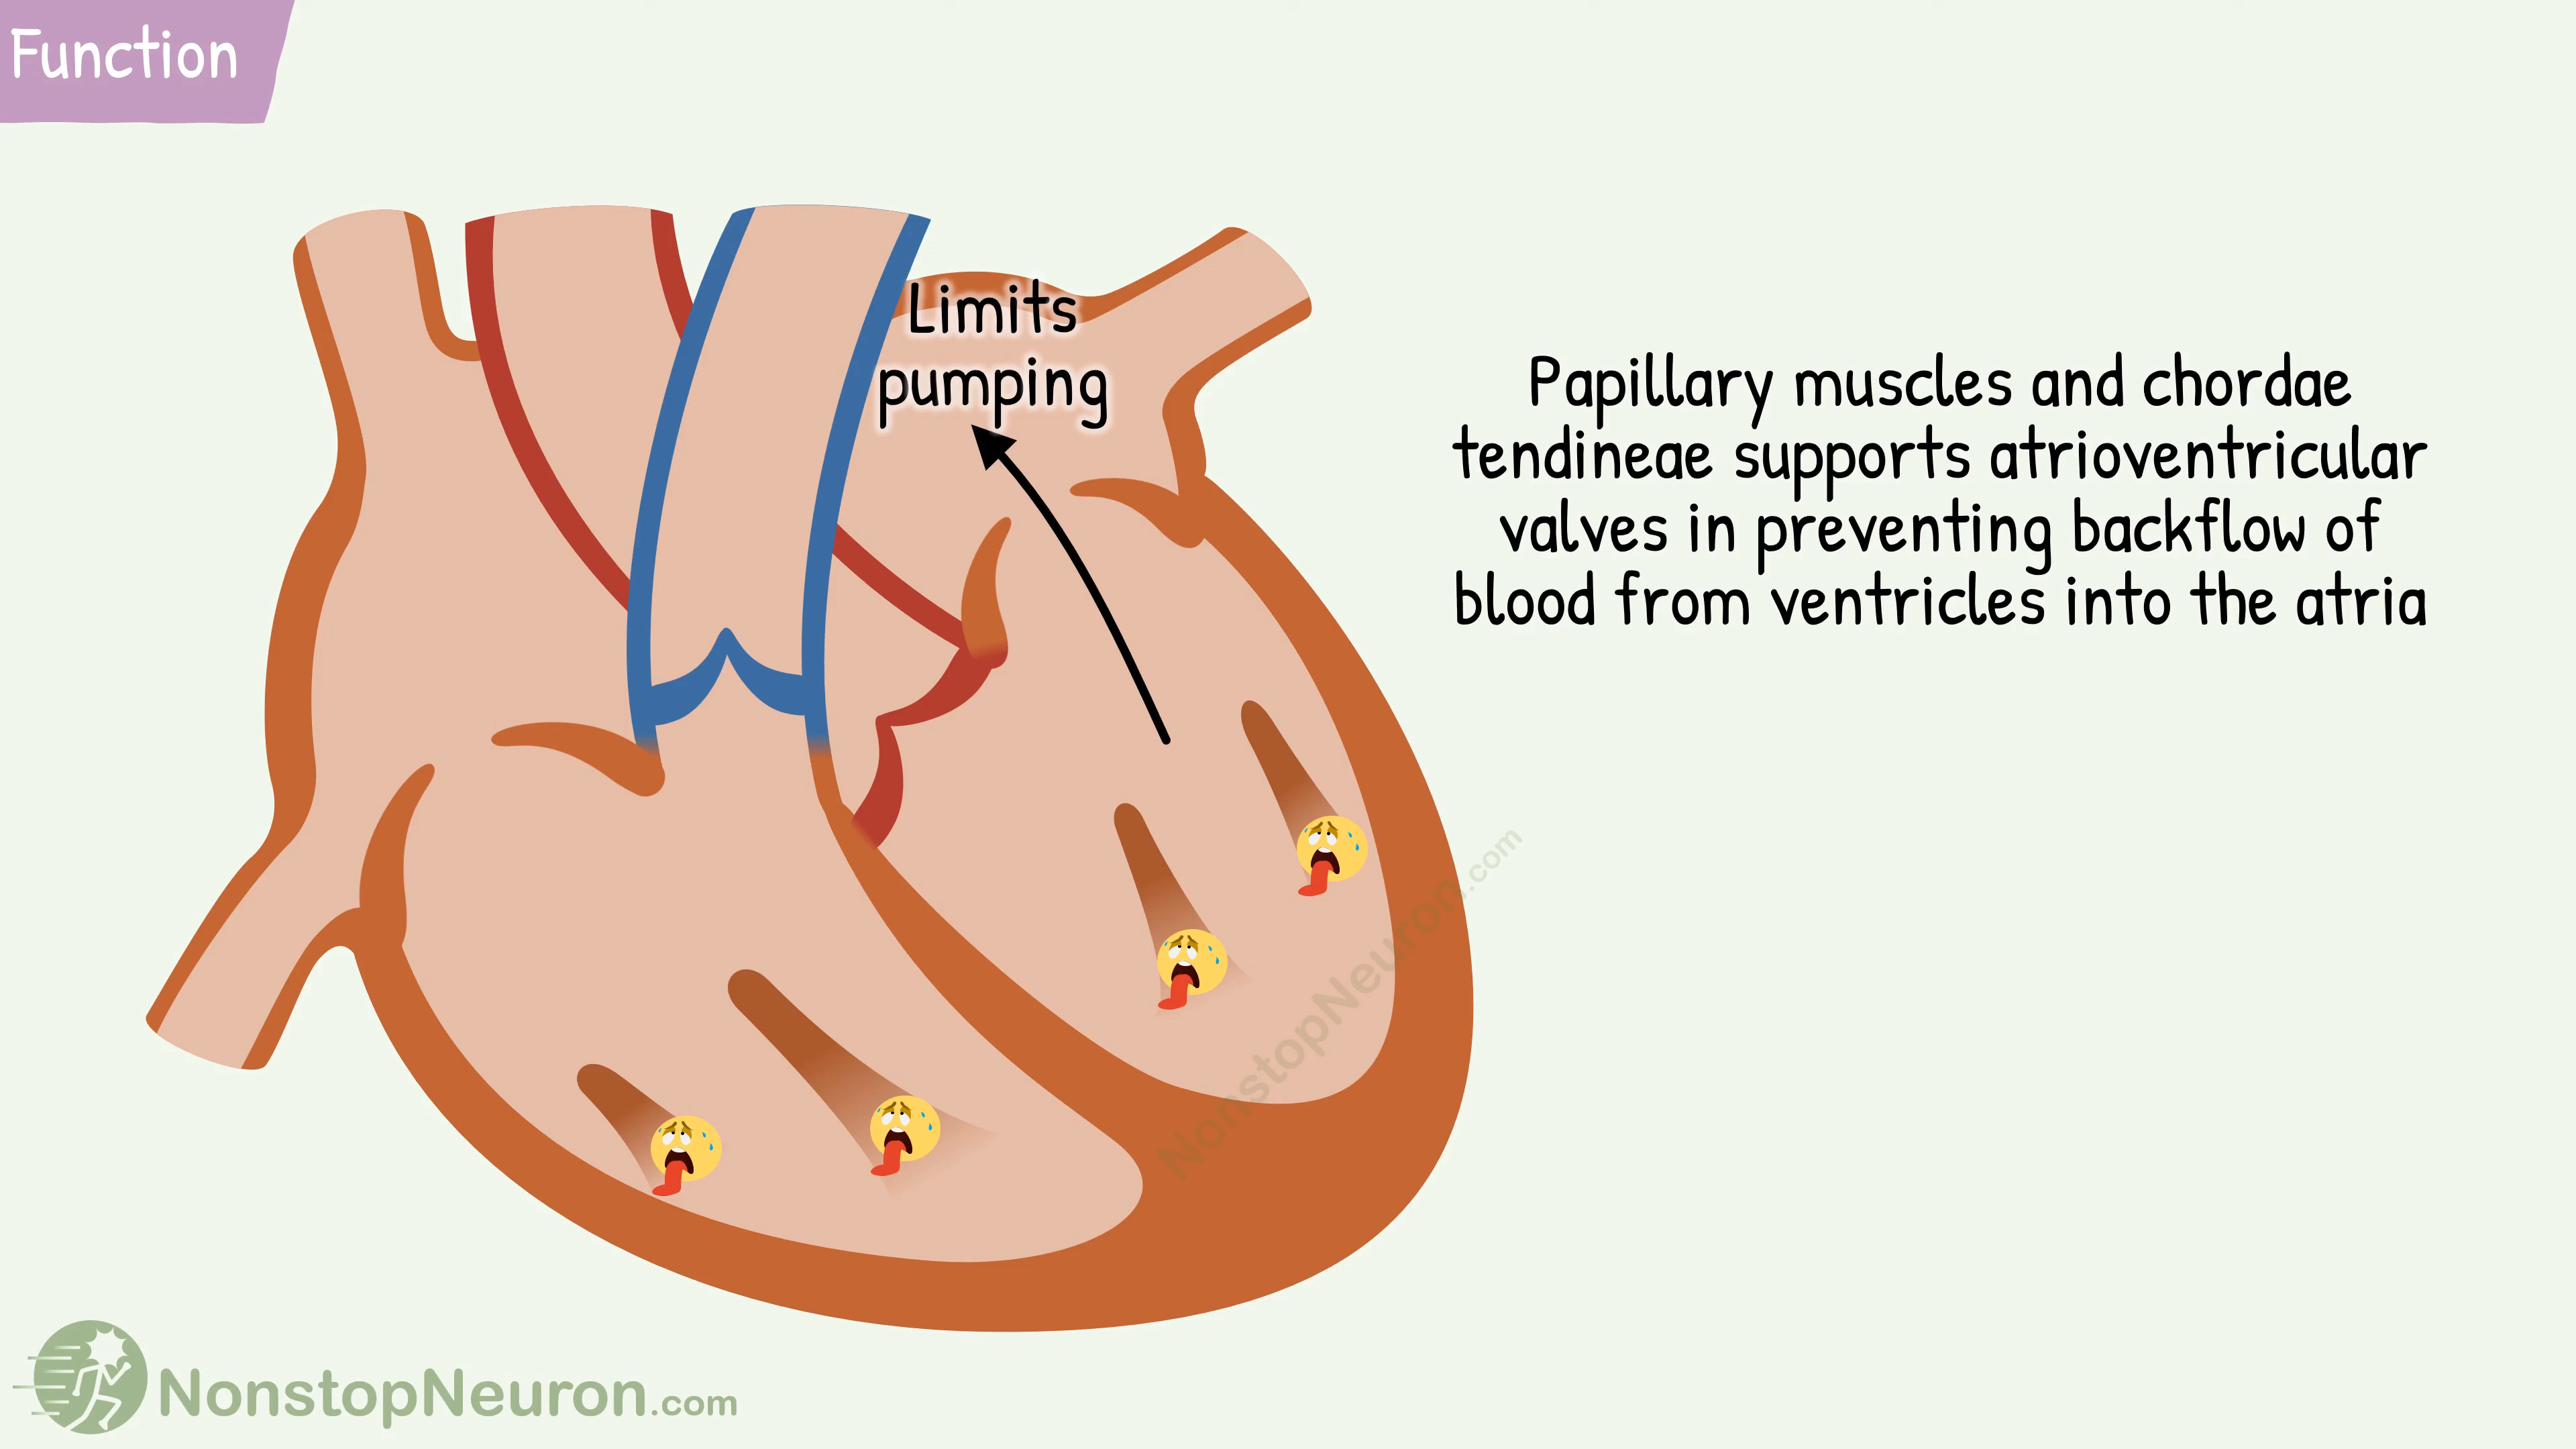 Function
Limits
pumping
Papillary muscles and chordae
tendineae supports atrioventricular
valves in preventing backflow of
blood from ventricles into the atria
NonstopNeuron.com
NonstopNeuron.com